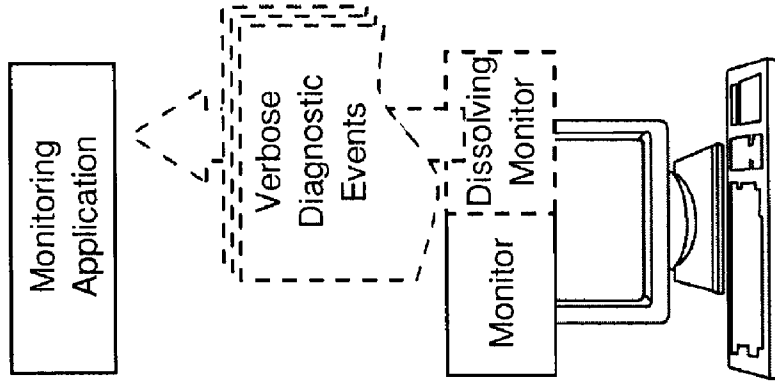 Monitoring
Application
Verbose
Diagnostic
Events
Dissolving
Monitor
Monitor